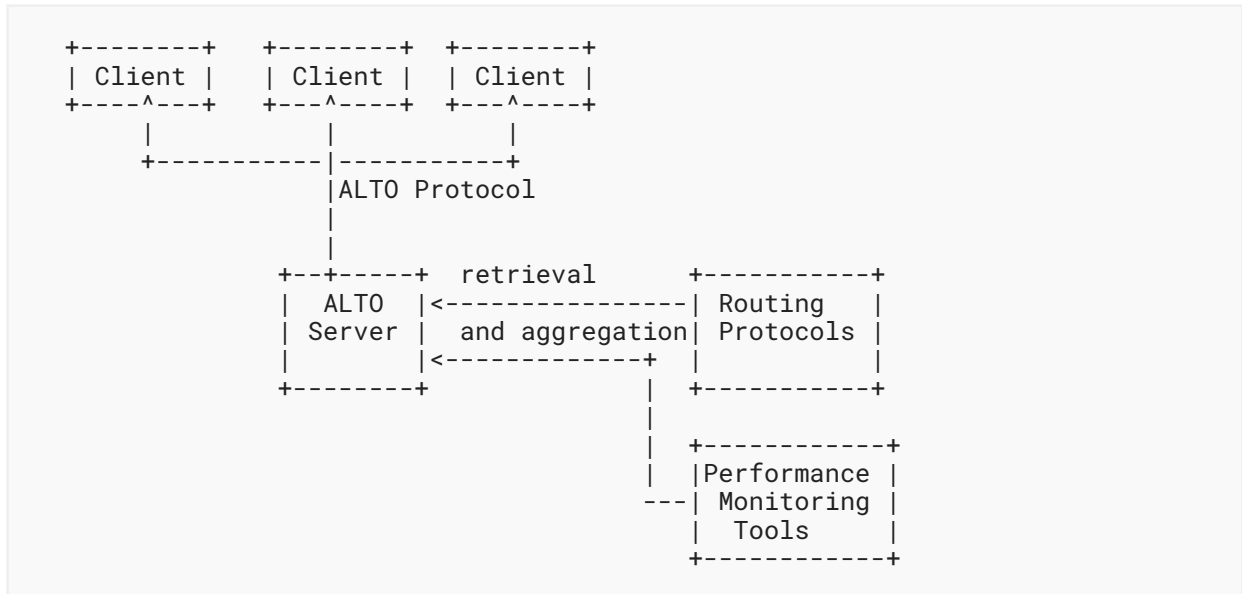 Client Client Client
ALTO Protocol
retrieval
ALTO Routing
Server and aggregation Protocols
Performance
Monitoring
Tools